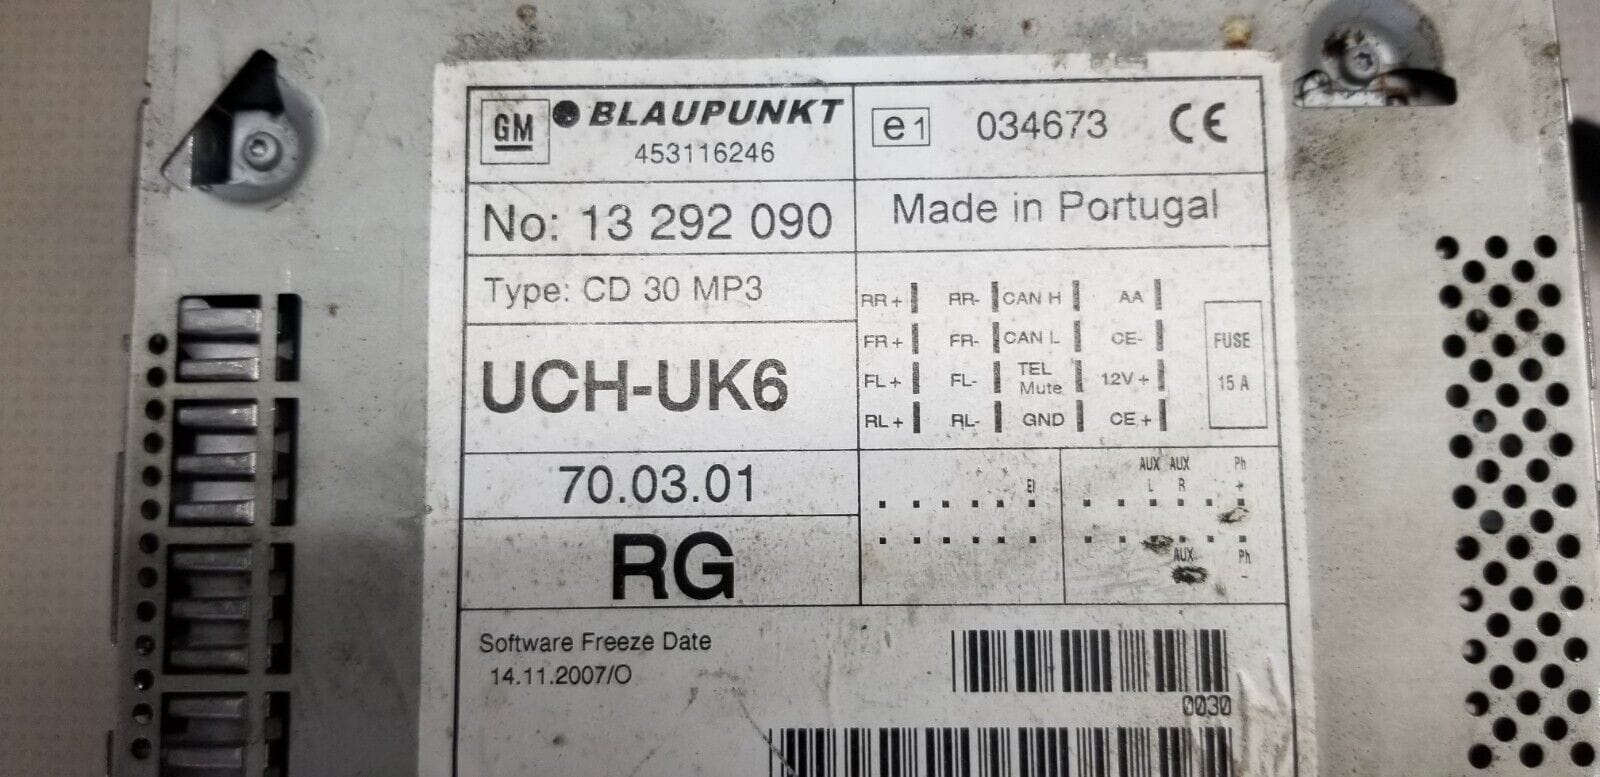 GM BLAUPUNKT
453116246
e1 034673 CE
No: 13 292 090
Made in Portugal
Type: CD 30 MP3
UCH-UK6
70.03.01
RG
RR+ RR- CAN H AA
FR+ FR- CAN L CE-
FL+ FL- TEL Mute 12V+
RL+ RL- GND CE+
FUSE
15 A
EI
AUX L AUX R Ph +
AUX Ph -
Software Freeze Date
14.11.2007/O
0030